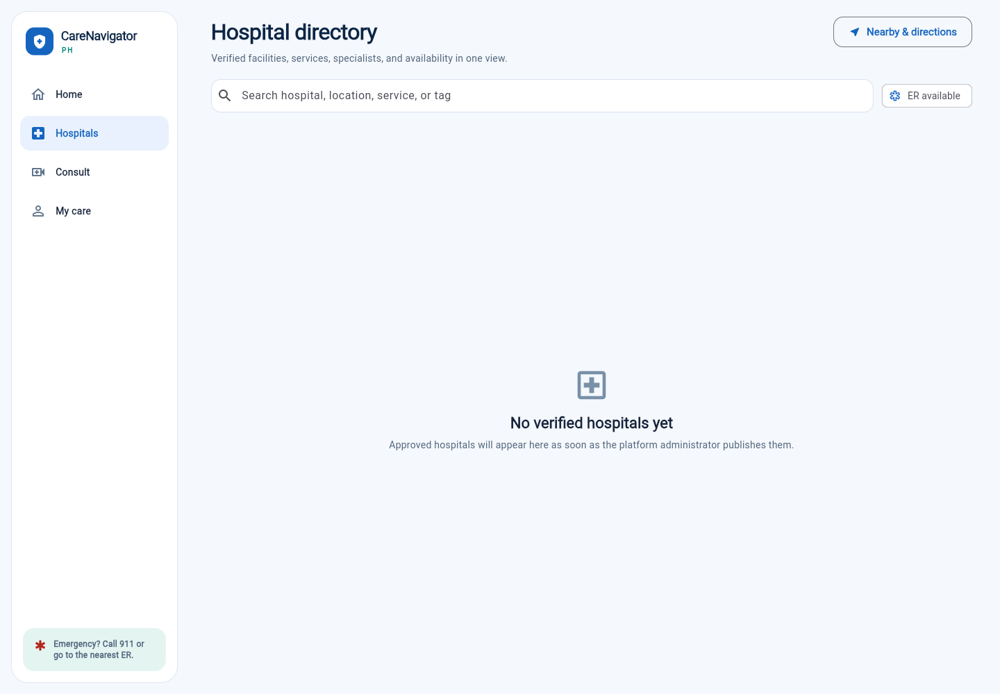 CareNavigator
PH
Home
Hospitals
Consult
My care
Emergency? Call 911 or
go to the nearest ER.
Hospital directory
Verified facilities, services, specialists, and availability in one view.
Nearby & directions
Search hospital, location, service, or tag
ER available
No verified hospitals yet
Approved hospitals will appear here as soon as the platform administrator publishes them.